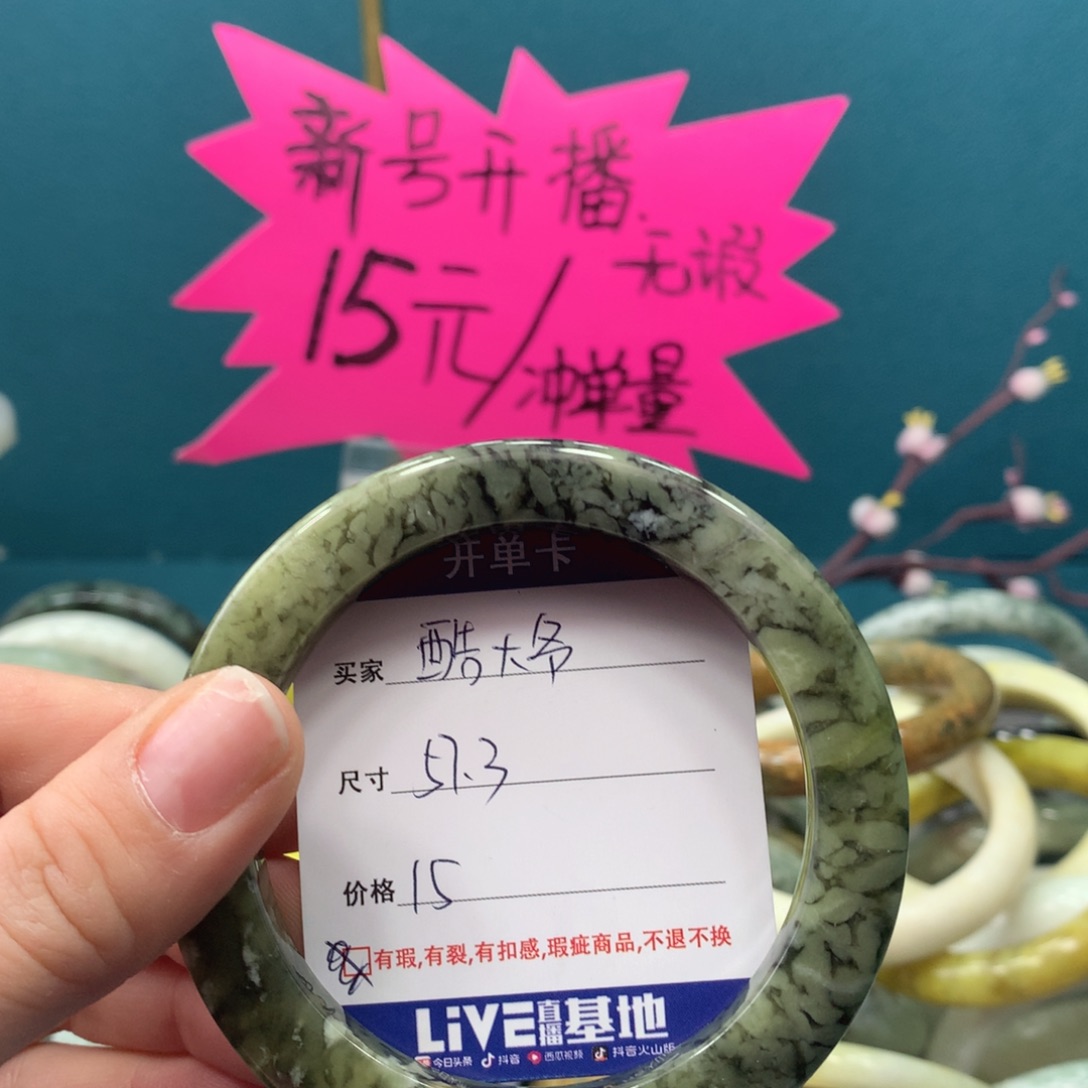 新号开播
无瑕
15元/冲单量
开单卡
买家 酷大爷
尺寸 57.3
价格 15
有瑕,有裂,有扣感,瑕疵商品,不退不换
LiVE直播基地
今日头条 抖音 西瓜视频 抖音火山版